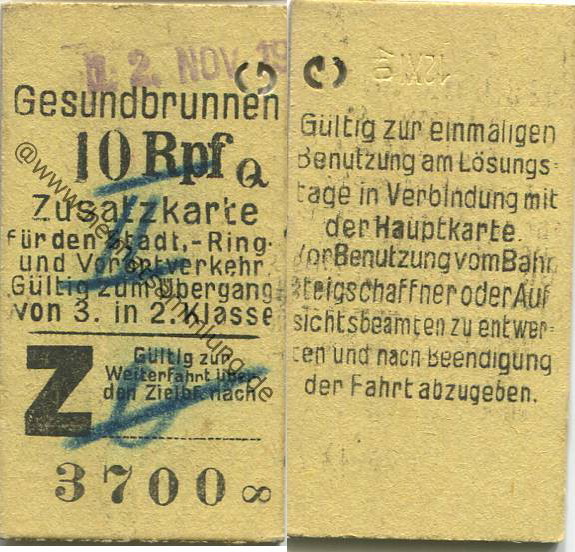 2. NOV. 19
Gesundbrunnen
10 Rpf Q
Zusatzkarte
für den Stadt,-Ring-
und Vorortverkehr
Gültig zum Übergang
von 3. in 2. Klasse
Z
Gültig zur
Weiterfahrt über
den Zielbf. nach
3700 ∞
Gültig zur einmaligen
Benutzung am Lösungs-
tage in Verbindung mit
der Hauptkarte.
Vor Benutzung vom Bahn
steigschaffner oder Auf
sichtsbeamten zu entwer-
ten und nach Beendigung
der Fahrt abzugeben.